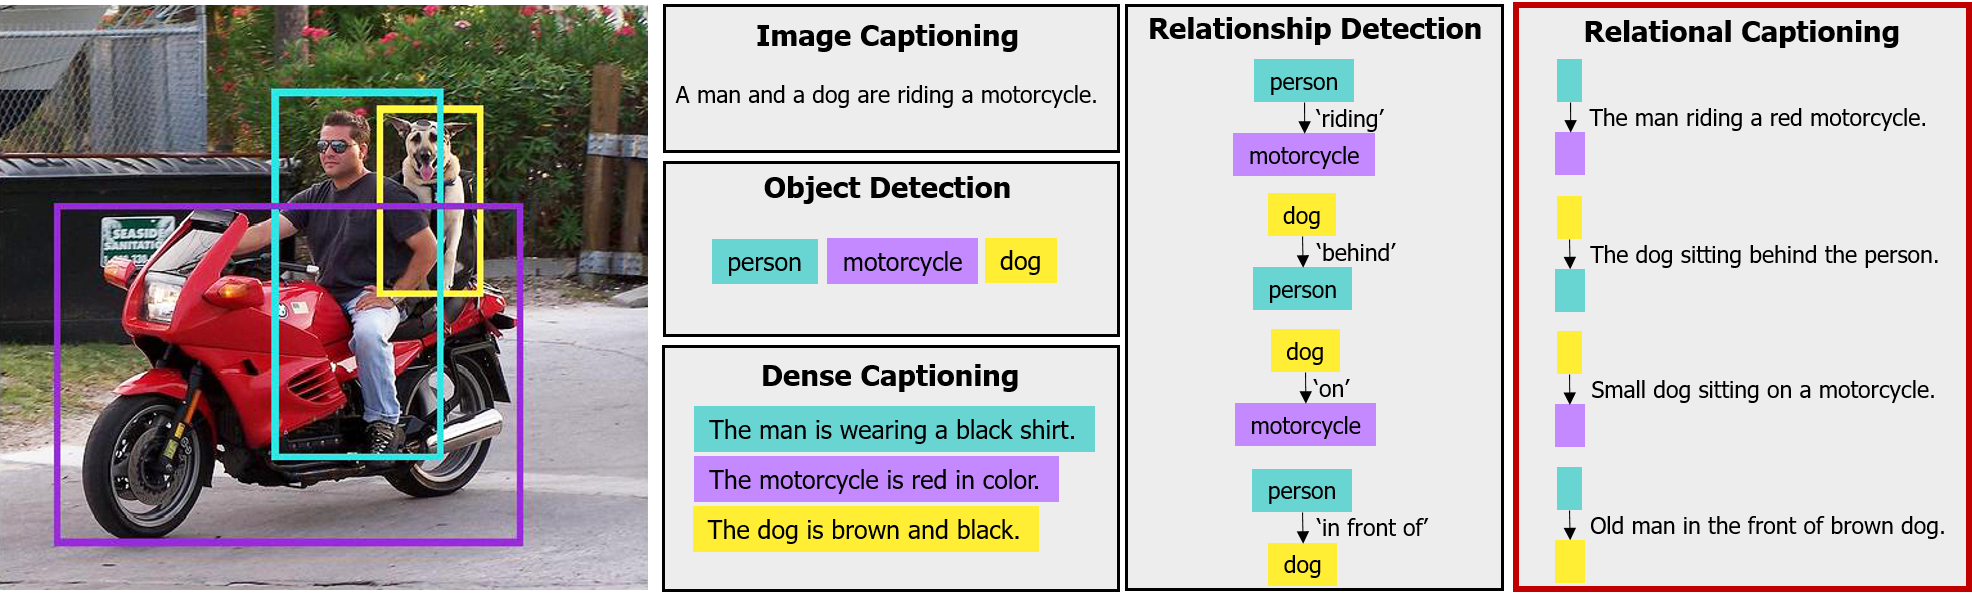 SEASIDE
Image Captioning
A man and a dog are riding a motorcycle.
Object Detection
person motorcycle dog
Dense Captioning
The man is wearing a black shirt.
The motorcycle is red in color.
The dog is brown and black.
Relationship Detection
person
‘riding’
motorcycle
dog
‘behind’
person
dog
‘on’
motorcycle
person
‘in front of’
dog
Relational Captioning
The man riding a red motorcycle.
The dog sitting behind the person.
Small dog sitting on a motorcycle.
Old man in the front of brown dog.